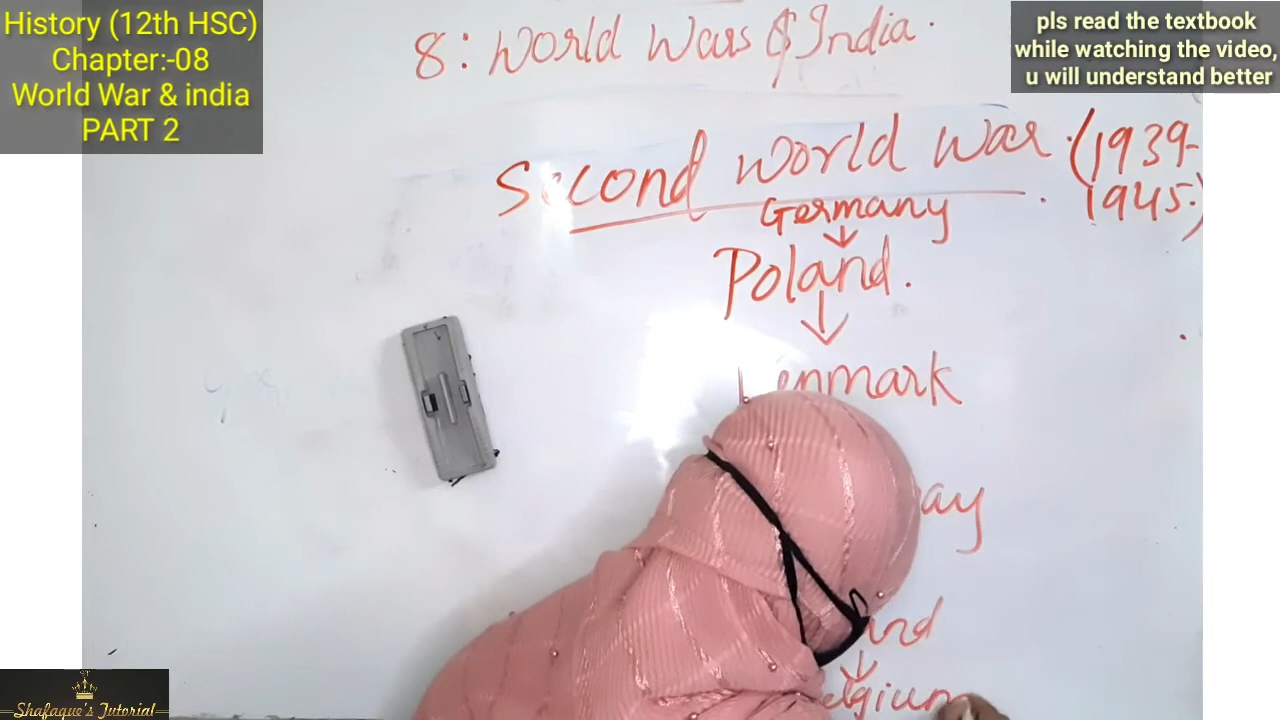 History (12th HSC)
Chapter:-08
World War & india
PART 2
pls read the textbook
while watching the video,
u will understand better
8: World Wars & India.
Second World War. (1939-
1945.)
Germany
Poland.
Shafaque's Tutorial